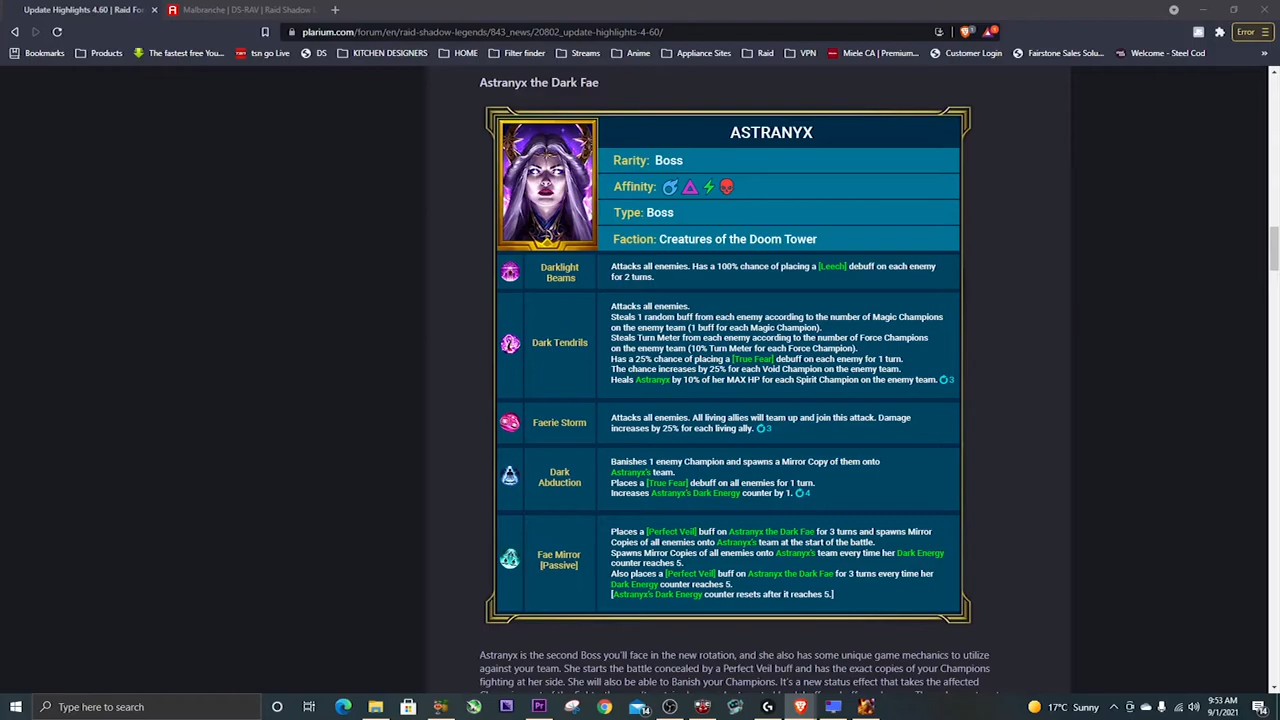 Update Highlights 4.60 | Raid Fo
Malbranche | DS-RAV | Raid Shadow
plarium.com/forum/en/raid-shadow-legends/843_news/20802_update-highlights-4-60/
Error
Bookmarks
Products
The fastest free You...
tsn go Live
DS
KITCHEN DESIGNERS
HOME
Filter finder
Streams
Anime
Appliance Sites
Raid
VPN
Miele CA | Premium...
Customer Login
Fairstone Sales Distri...
Welcome - Steel Cod
Astranyx the Dark Fae
ASTRANYX
Rarity: Boss
Affinity:
Type: Boss
Faction: Creatures of the Doom Tower
Darklight
Beams
Attacks all enemies. Has a 100% chance of placing a [Leech] debuff on each enemy
for 2 turns.
Dark Tendrils
Attacks all enemies.
Steals 1 random buff from each enemy according to the number of Magic Champions
on the enemy team (1 buff for each Magic Champion).
Steals Turn Meter from each enemy according to the number of Force Champions
on the enemy team (10% Turn Meter for each Force Champion).
Has a 25% chance of placing a [True Fear] debuff on each enemy for 1 turn.
The chance increases by 25% for each Void Champion on the enemy team.
Heals Astranyx by 10% of her MAX HP for each Spirit Champion on the enemy team. 3
Faerie Storm
Attacks all enemies. All living allies will team up and join this attack. Damage
increases by 25% for each living ally. 3
Dark
Abduction
Banishes 1 enemy Champion and spawns a Mirror Copy of them onto
Astranyx's team.
Places a [True Fear] debuff on all enemies for 1 turn.
Increases Astranyx's Dark Energy counter by 1. 4
Fae Mirror
[Passive]
Places a [Perfect Veil] buff on Astranyx the Dark Fae for 3 turns and spawns Mirror
Copies of all enemies onto Astranyx's team at the start of the battle.
Spawns Mirror Copies of all enemies onto Astranyx's team every time her Dark Energy
counter reaches 5.
Also places a [Perfect Veil] buff on Astranyx the Dark Fae for 3 turns every time her
Dark Energy counter reaches 5.
[Astranyx's Dark Energy counter resets after it reaches 5.]
Astranyx is the second Boss you'll face in the new rotation, and she also has some unique game mechanics to utilize
against your team. She starts the battle concealed by a Perfect Veil buff and has the exact copies of your Champions
fighting at her side. She will also be able to Banish your Champions. It's a new status effect that takes the affected
Type here to search
17°C Sunny
9:53 AM
9/1/2021